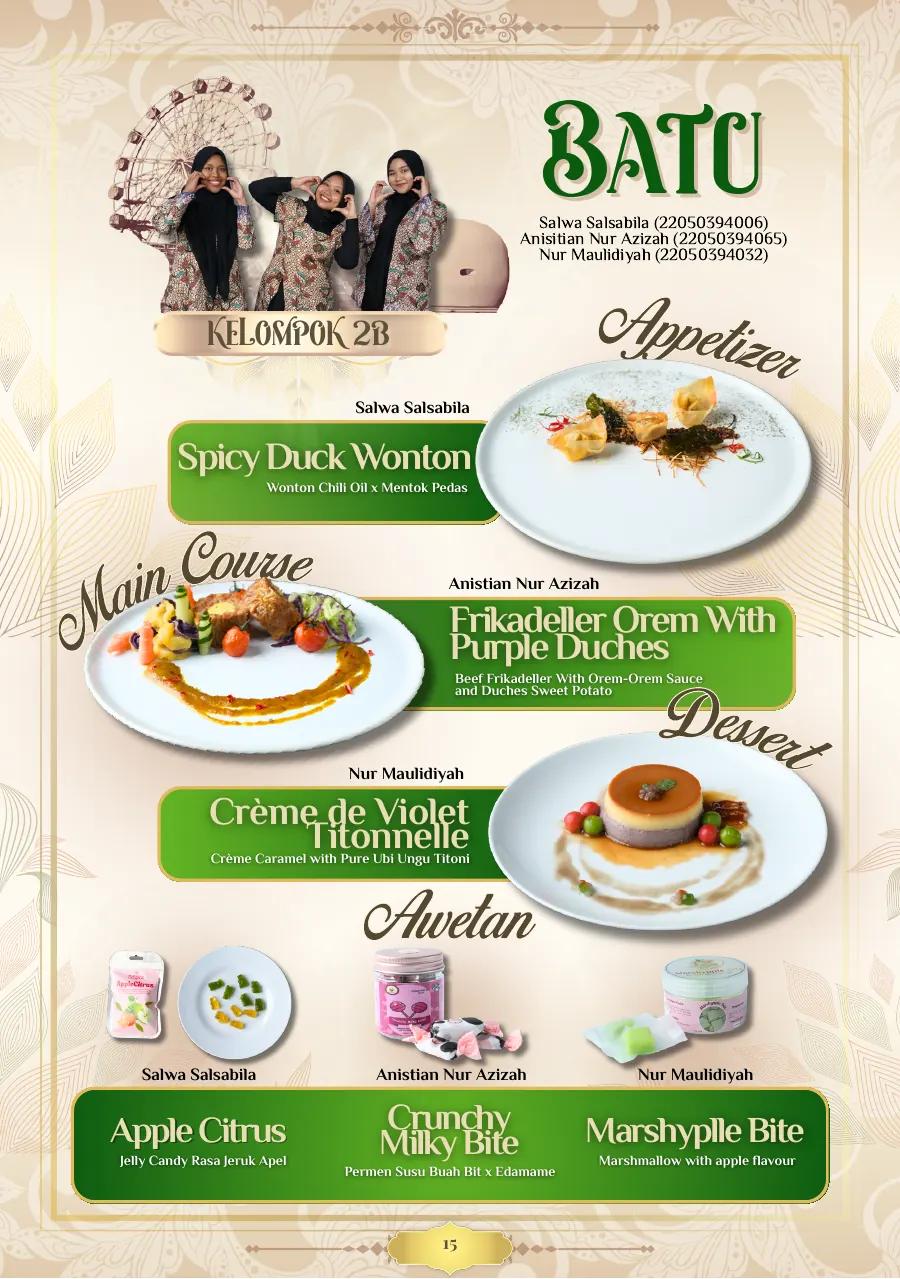 BATU
Salwa Salsabila (22050394006)
Anisitian Nur Azizah (22050394065)
Nur Maulidiyah (22050394032)
KELOMPOK 2B
Appetizer
Salwa Salsabila
Spicy Duck Wonton
Wonton Chili Oil x Mentok Pedas
Main Course
Anistian Nur Azizah
Frikadeller Orem With
Purple Duches
Beef Frikadeller With Orem-Orem Sauce
and Duches Sweet Potato
Dessert
Nur Maulidiyah
Crème de Violet
Titonnelle
Crème Caramel with Pure Ubi Ungu Titoni
Awetan
AppleCitrus
Salwa Salsabila
Anistian Nur Azizah
Nur Maulidiyah
Apple Citrus
Jelly Candy Rasa Jeruk Apel
Crunchy
Milky Bite
Permen Susu Buah Bit x Edamame
Marshyplle Bite
Marshmallow with apple flavour
15